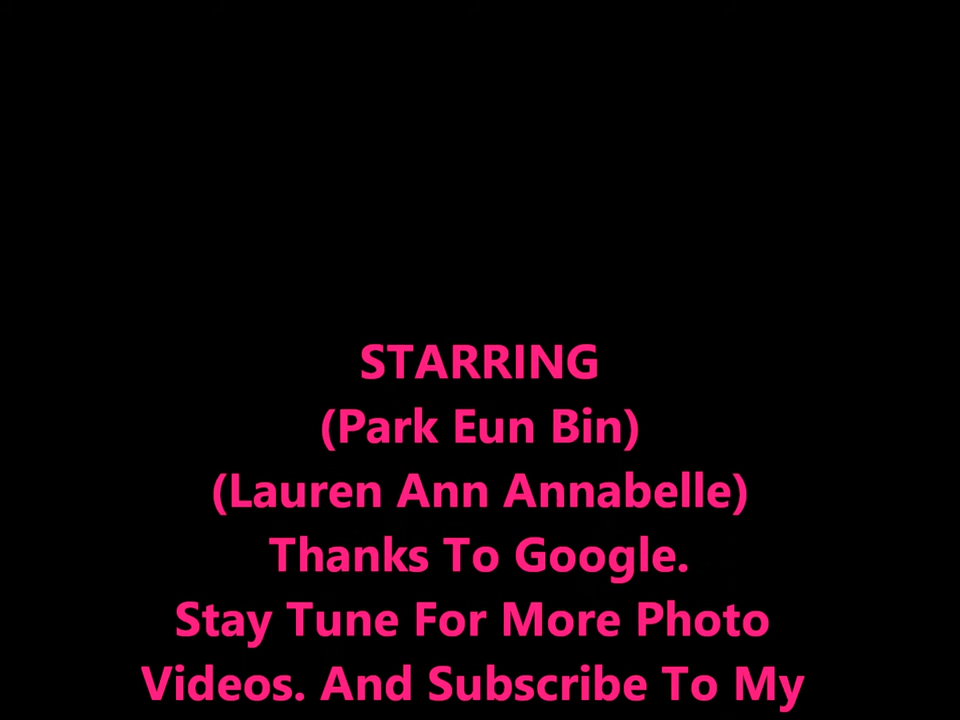 STARRING
(Park Eun Bin)
(Lauren Ann Annabelle)
Thanks To Google.
Stay Tune For More Photo
Videos. And Subscribe To My